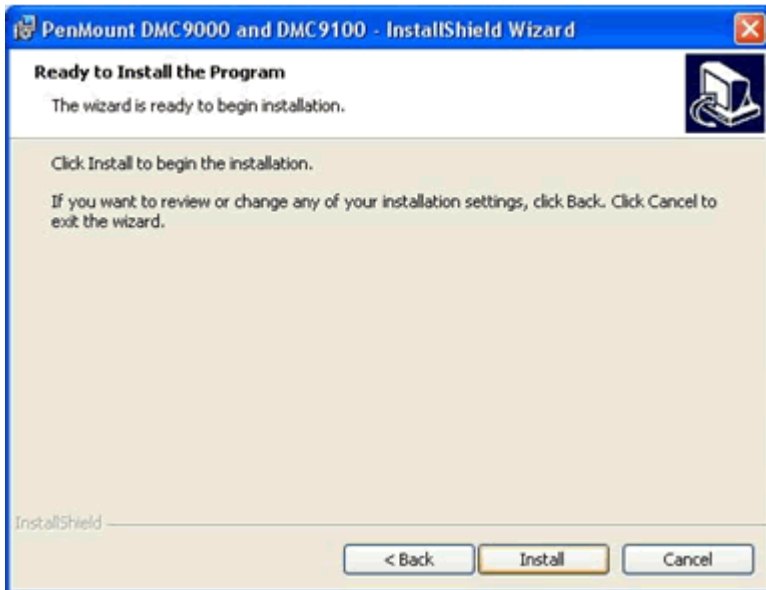 PenMount DMC9000 and DMC9100 - InstallShield Wizard
Ready to Install the Program
The wizard is ready to begin installation.
Click Install to begin the installation.
If you want to review or change any of your installation settings, click Back. Click Cancel to
exit the wizard.
InstallShield
< Back
Install
Cancel